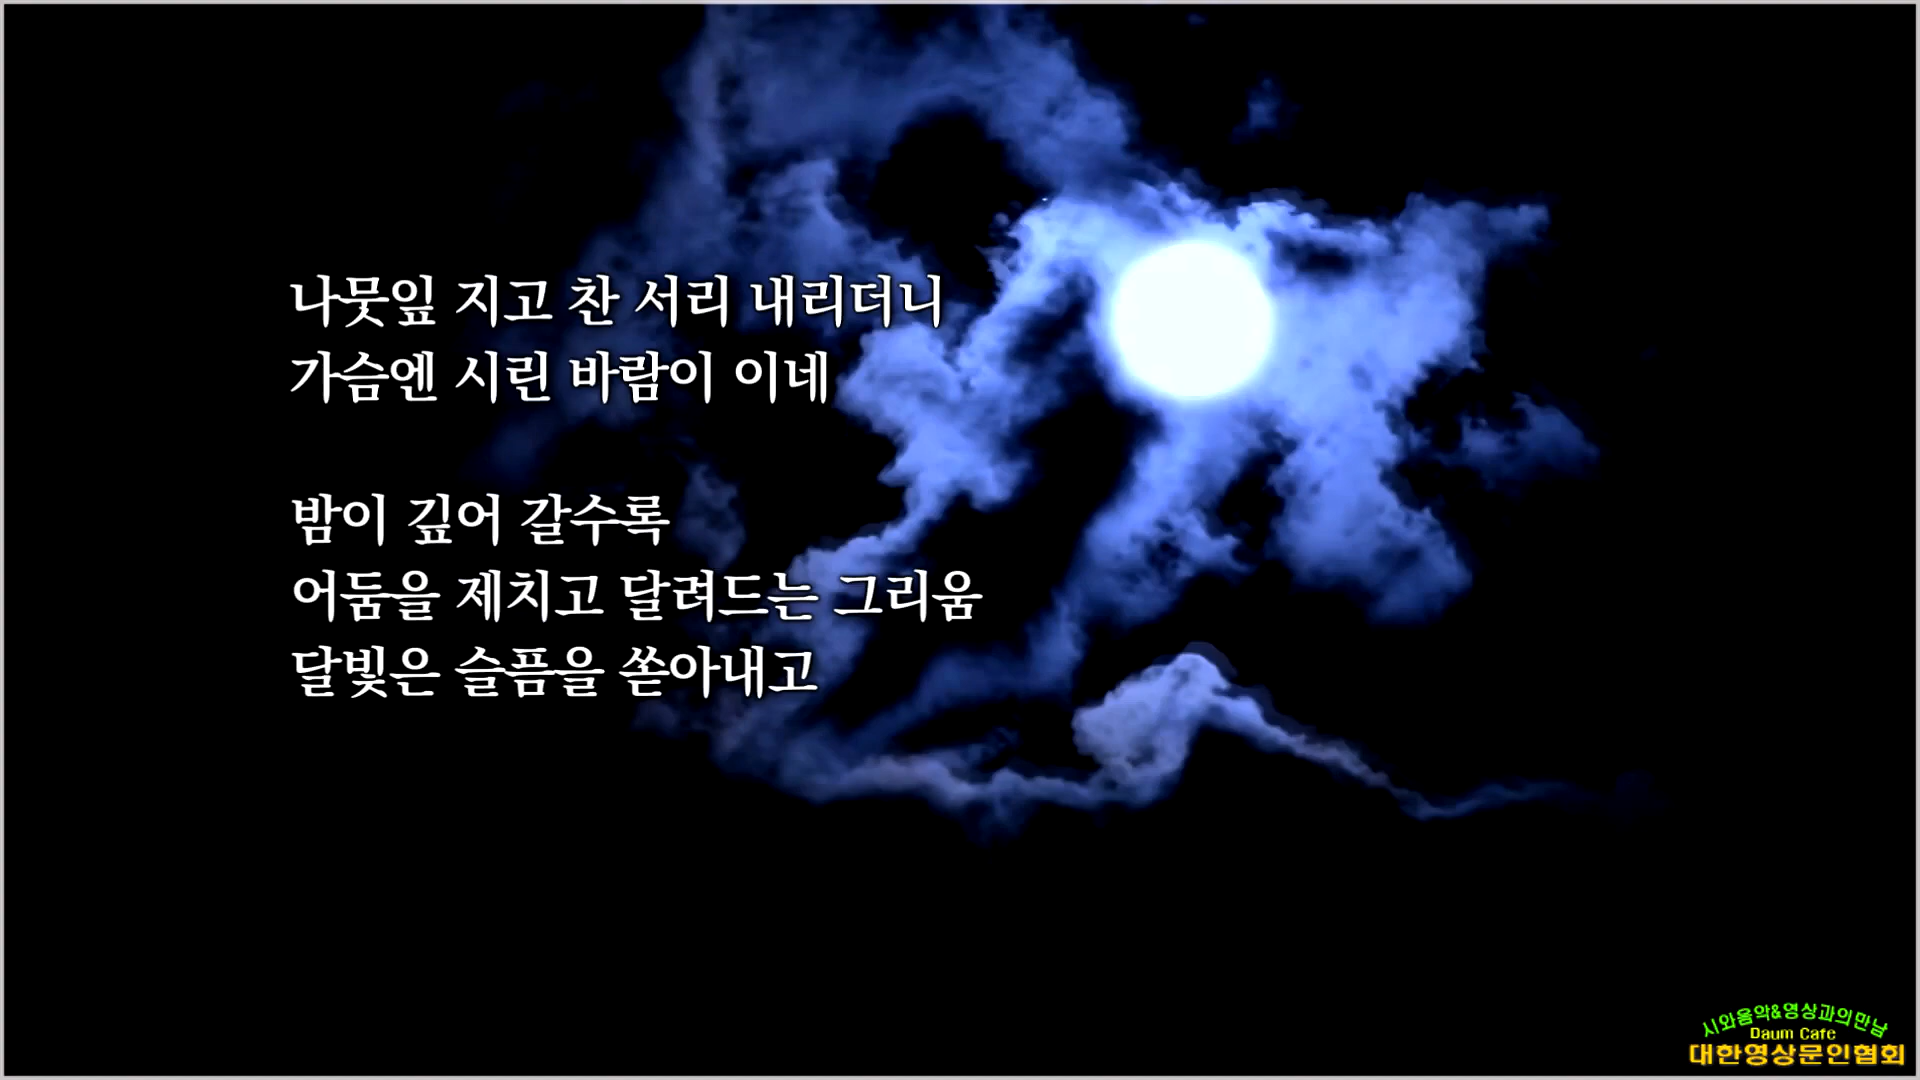 나뭇잎 지고 찬 서리 내리더니
가슴엔 시린 바람이 이네
밤이 깊어 갈수록
어둠을 제치고 달려드는 그리움
달빛은 슬픔을 쏟아내고
시와음악&영상과의만남
Daum Cafe
대한영상문인협회